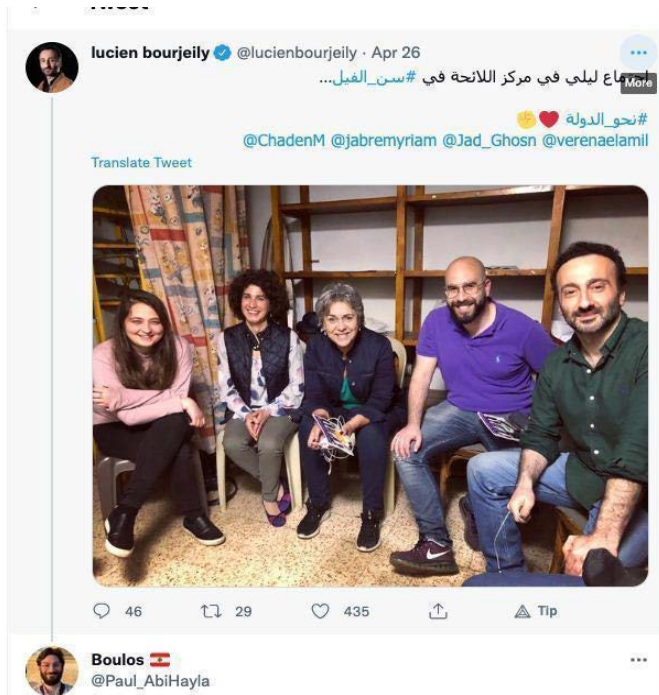 lucien bourjeily @lucienbourjeily · Apr 26
ليلي في مركز اللائحة في #سن_الفيل...
More
#نحو_الدولة ❤️✊
@ChadenM @jabremyriam @Jad_Ghosn @verenaelamil
Translate Tweet
46 29 435 Tip
Boulos 🇱🇧
@Paul_AbiHayla